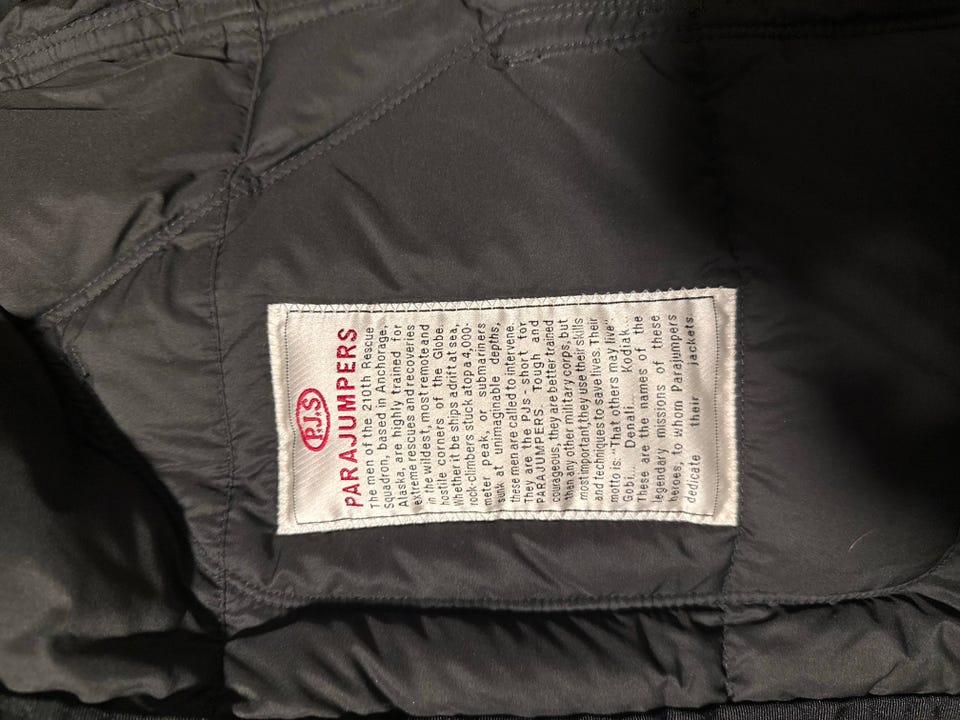 P.J.S
PARAJUMPERS
The men of the 210th Rescue
Squadron, based in Anchorage,
Alaska, are highly trained for
extreme rescues and recoveries
in the wildest, most remote and
hostile corners of the Globe.
Whether it be ships adrift at sea,
rock-climbers stuck atop a 4,000-
meter peak, or submariners
sunk at unimaginable depths,
these men are called to intervene.
They are the PJs - short for
PARAJUMPERS. Tough and
courageous, they are better trained
than any other military corps, but
most important, they use their skills
and techniques to save lives. Their
motto is: "That others may live".
Gobi... Denali... Kodiak...
These are the names of the
legendary missions of these
heroes, to whom Parajumpers
dedicate their jackets.